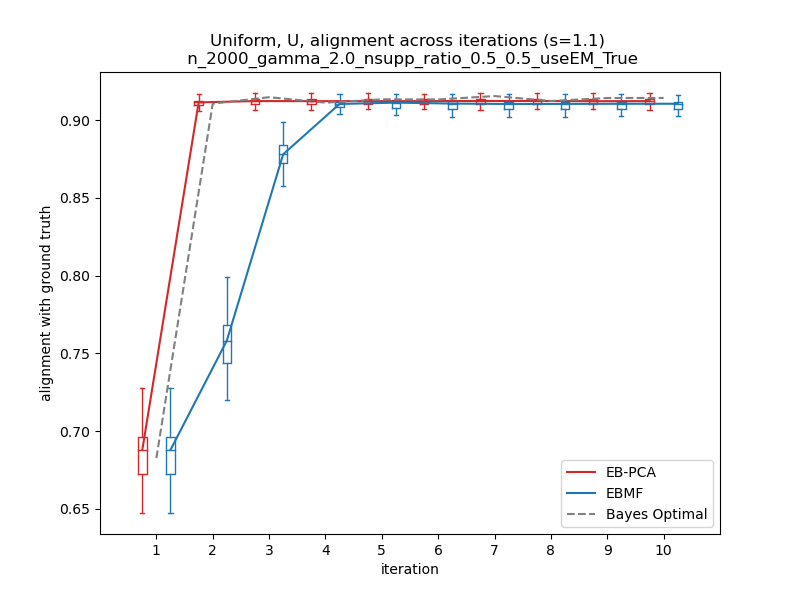 Uniform, U, alignment across iterations (s=1.1)
n_2000_gamma_2.0_nsupp_ratio_0.5_0.5_useEM_True
alignment with ground truth
0.90
0.85
0.80
0.75
0.70
0.65
EB-PCA
EBMF
Bayes Optimal
1 2 3 4 5 6 7 8 9 10
iteration